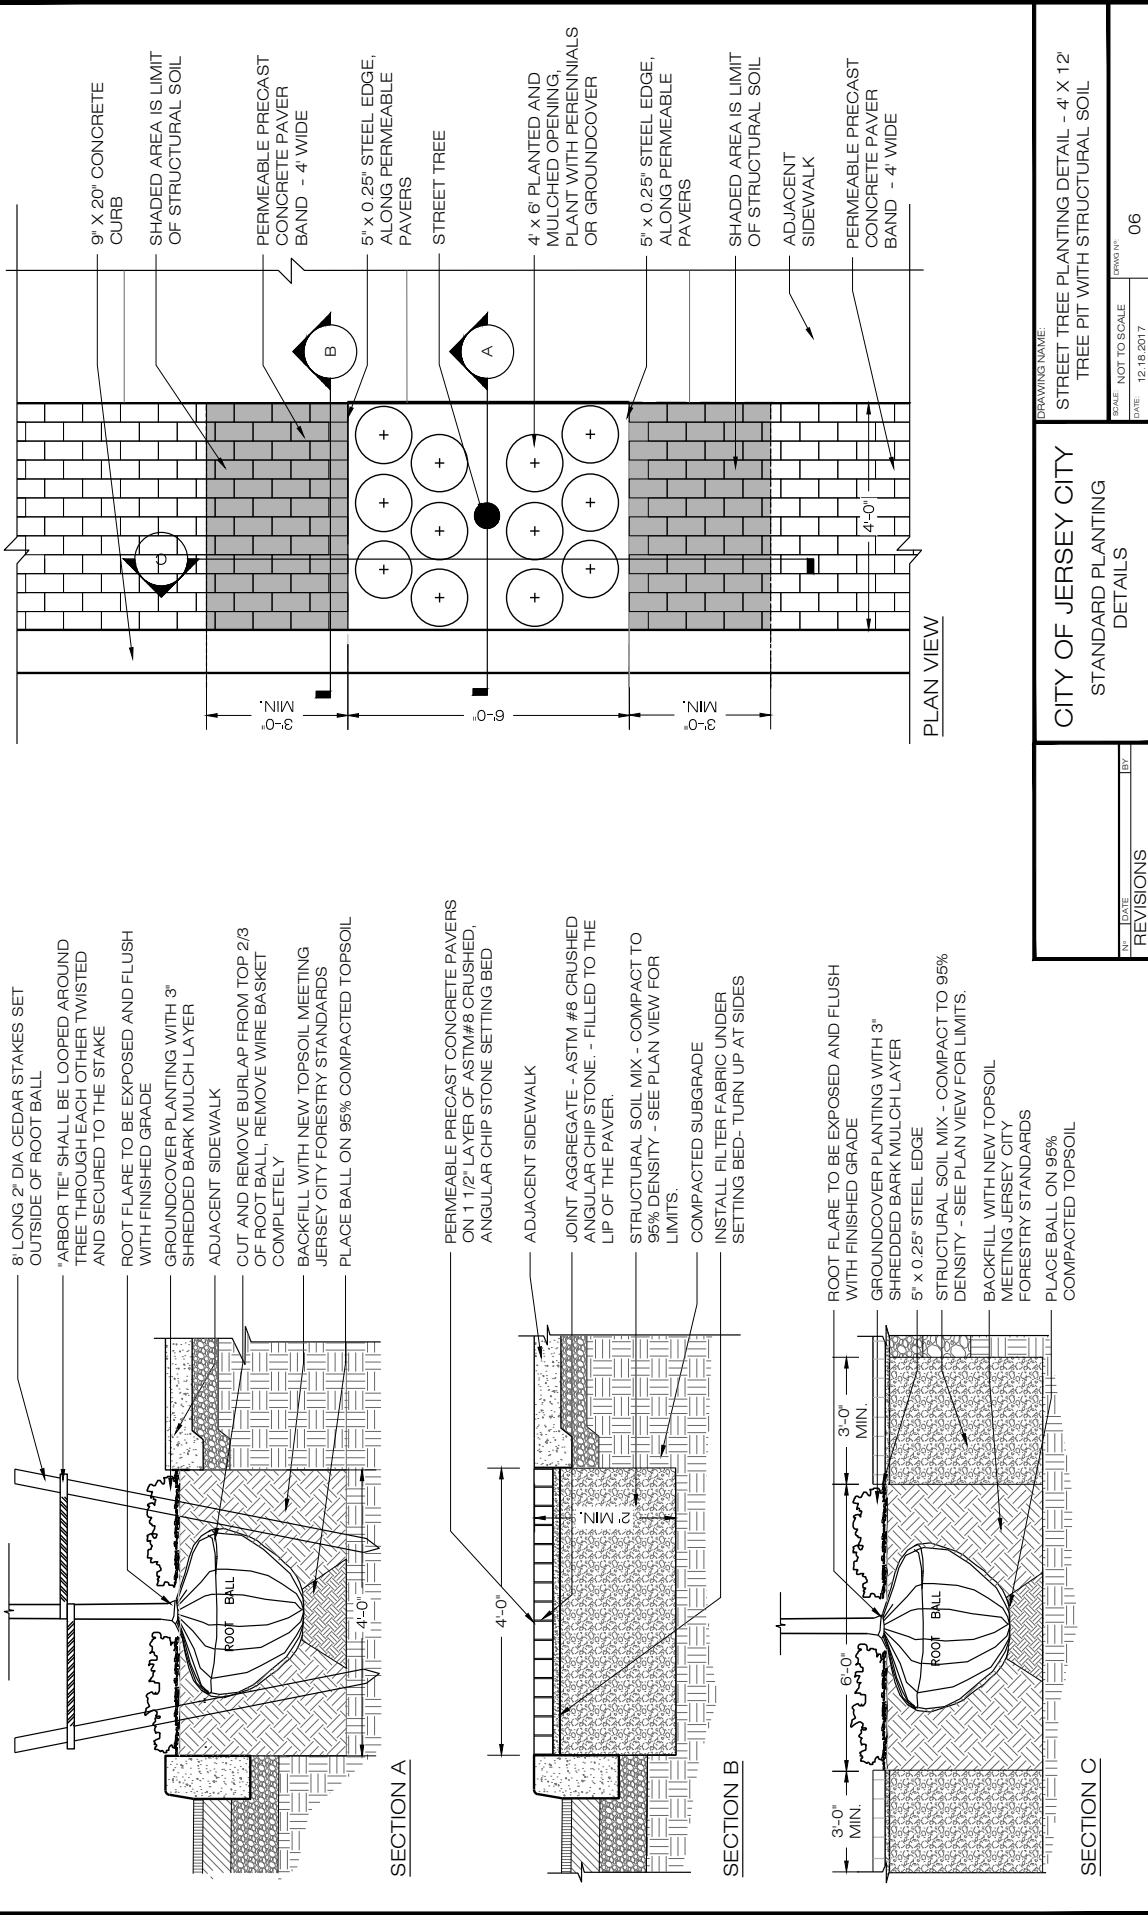 8' LONG 2" DIA CEDAR STAKES SET
OUTSIDE OF ROOT BALL
"ARBOR TIE" SHALL BE LOOPED AROUND
TREE THROUGH EACH OTHER TWISTED
AND SECURED TO THE STAKE
ROOT FLARE TO BE EXPOSED AND FLUSH
WITH FINISHED GRADE
GROUNDCOVER PLANTING WITH 3"
SHREDDED BARK MULCH LAYER
ADJACENT SIDEWALK
CUT AND REMOVE BURLAP FROM TOP 2/3
OF ROOT BALL, REMOVE WIRE BASKET
COMPLETELY
BACKFILL WITH NEW TOPSOIL MEETING
JERSEY CITY FORESTRY STANDARDS
PLACE BALL ON 95% COMPACTED TOPSOIL
ROOT BALL
4'-0"
SECTION A
PERMEABLE PRECAST CONCRETE PAVERS
ON 1 1/2" LAYER OF ASTM#8 CRUSHED,
ANGULAR CHIP STONE SETTING BED
ADJACENT SIDEWALK
JOINT AGGREGATE - ASTM #8 CRUSHED
ANGULAR CHIP STONE. - FILLED TO THE
LIP OF THE PAVER.
STRUCTURAL SOIL MIX - COMPACT TO
95% DENSITY - SEE PLAN VIEW FOR
LIMITS.
COMPACTED SUBGRADE
INSTALL FILTER FABRIC UNDER
SETTING BED- TURN UP AT SIDES
4'-0"
2' MIN.
SECTION B
ROOT FLARE TO BE EXPOSED AND FLUSH
WITH FINISHED GRADE
GROUNDCOVER PLANTING WITH 3"
SHREDDED BARK MULCH LAYER
5" x 0.25" STEEL EDGE
STRUCTURAL SOIL MIX - COMPACT TO 95%
DENSITY - SEE PLAN VIEW FOR LIMITS.
BACKFILL WITH NEW TOPSOIL
MEETING JERSEY CITY
FORESTRY STANDARDS
PLACE BALL ON 95%
COMPACTED TOPSOIL
3'-0"
MIN.
6'-0"
3'-0"
MIN.
ROOT BALL
SECTION C
9" X 20" CONCRETE
CURB
SHADED AREA IS LIMIT
OF STRUCTURAL SOIL
PERMEABLE PRECAST
CONCRETE PAVER
BAND - 4' WIDE
5" x 0.25" STEEL EDGE,
ALONG PERMEABLE
PAVERS
STREET TREE
4' x 6' PLANTED AND
MULCHED OPENING,
PLANT WITH PERENNIALS
OR GROUNDCOVER
5" x 0.25" STEEL EDGE,
ALONG PERMEABLE
PAVERS
SHADED AREA IS LIMIT
OF STRUCTURAL SOIL
ADJACENT
SIDEWALK
PERMEABLE PRECAST
CONCRETE PAVER
BAND - 4' WIDE
B
A
C
3'-0"
MIN.
6'-0"
3'-0"
MIN.
4'-0"
PLAN VIEW
Nº DATE BY
REVISIONS
CITY OF JERSEY CITY
STANDARD PLANTING
DETAILS
DRAWING NAME:
STREET TREE PLANTING DETAIL - 4' X 12'
TREE PIT WITH STRUCTURAL SOIL
SCALE: NOT TO SCALE
DATE: 12.18.2017
DRWG Nº:
06